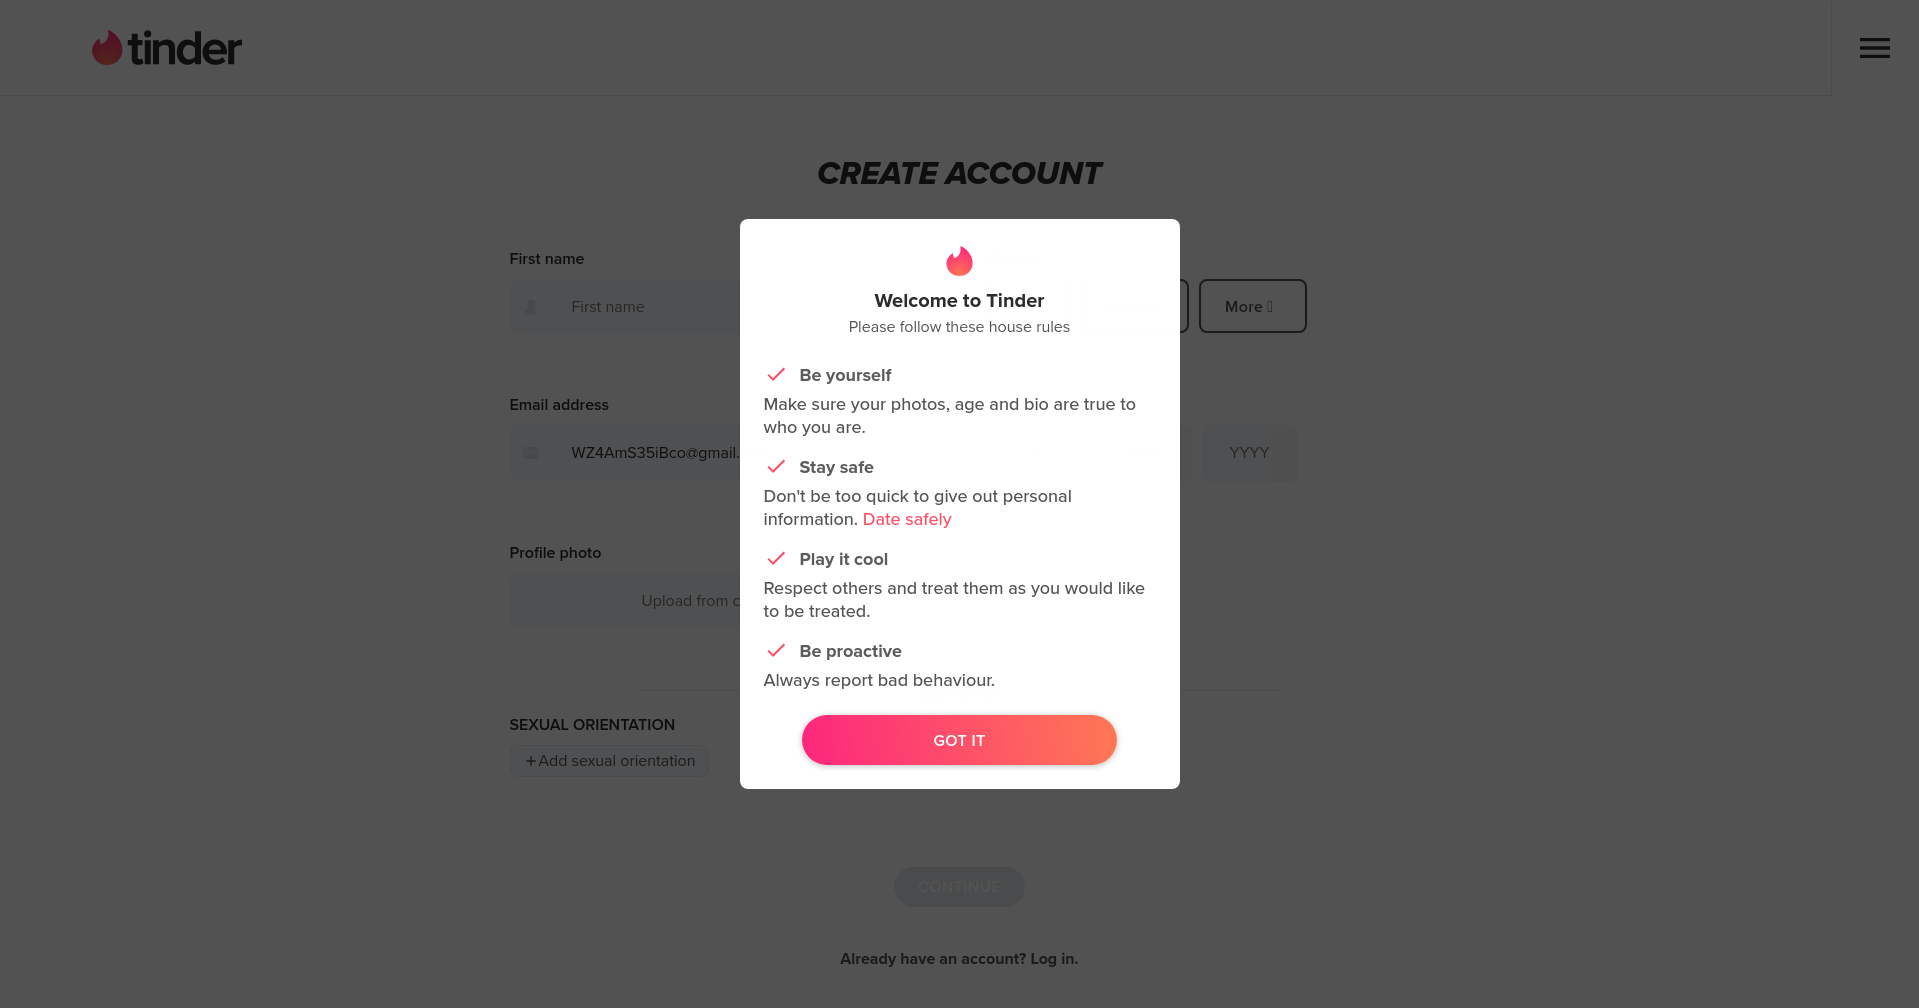 tinder
CREATE ACCOUNT
First name
First name
More
Email address
WZ4AmS35iBco@gmail.
YYYY
Profile photo
Upload from c
SEXUAL ORIENTATION
+Add sexual orientation
Welcome to Tinder
Please follow these house rules
Be yourself
Make sure your photos, age and bio are true to
who you are.
Stay safe
Don't be too quick to give out personal
information. Date safely
Play it cool
Respect others and treat them as you would like
to be treated.
Be proactive
Always report bad behaviour.
GOT IT
CONTINUE
Already have an account? Log in.